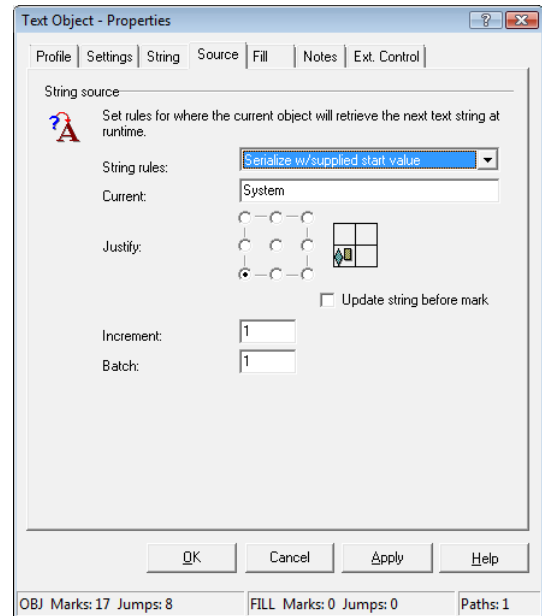 Text Object - Properties
Profile Settings String Source Fill Notes Ext. Control
String source
Set rules for where the current object will retrieve the next text string at
runtime.
String rules: Serialize w/supplied start value
Current: System
Justify:
Update string before mark
Increment: 1
Batch: 1
OK Cancel Apply Help
OBJ Marks: 17 Jumps: 8 FILL Marks: 0 Jumps: 0 Paths: 1